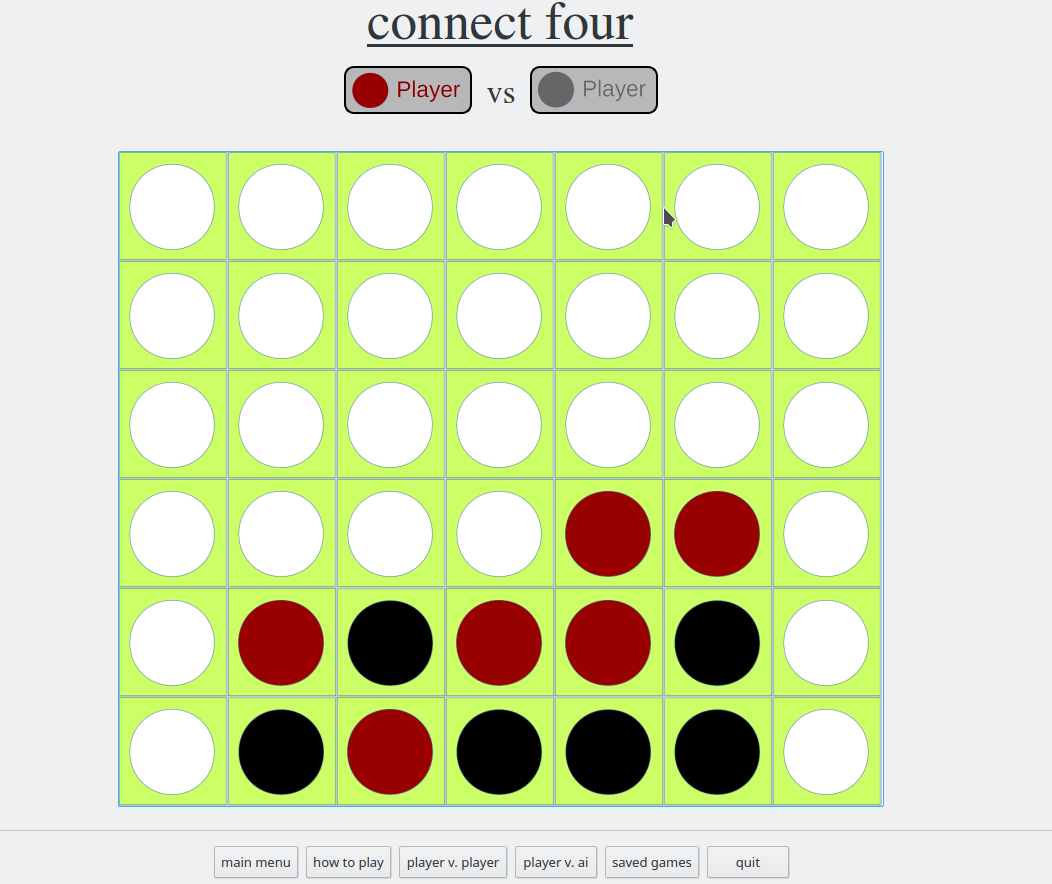 connect four
Player vs Player
main menu how to play player v. player player v. ai saved games quit